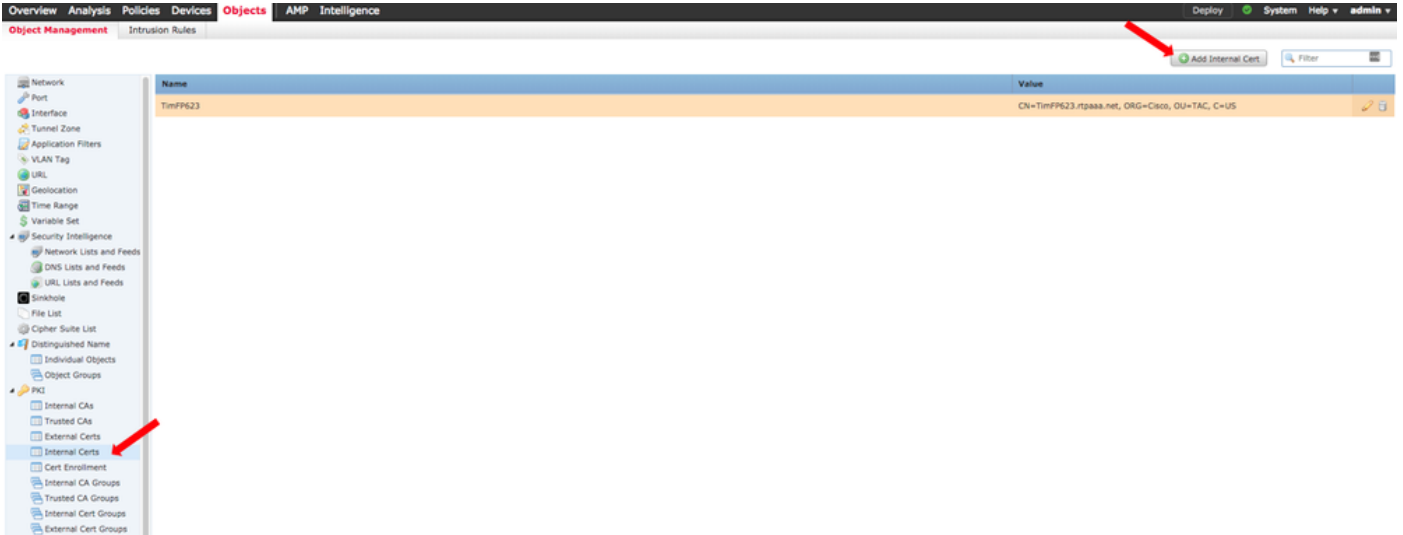 Overview Analysis Policies Devices Objects AMP Intelligence Deploy System Help admin
Object Management Intrusion Rules
Add Internal Cert Filter
Name Value
TimFP623 CN=TimFP623.rtpaaa.net, ORG=Cisco, OU=TAC, C=US
Network
Port
Interface
Tunnel Zone
Application Filters
VLAN Tag
URL
Geolocation
Time Range
Variable Set
Security Intelligence
Network Lists and Feeds
DNS Lists and Feeds
URL Lists and Feeds
Sinkhole
File List
Cipher Suite List
Distinguished Name
Individual Objects
Object Groups
PKI
Internal CAs
Trusted CAs
External Certs
Internal Certs
Cert Enrollment
Internal CA Groups
Trusted CA Groups
Internal Cert Groups
External Cert Groups